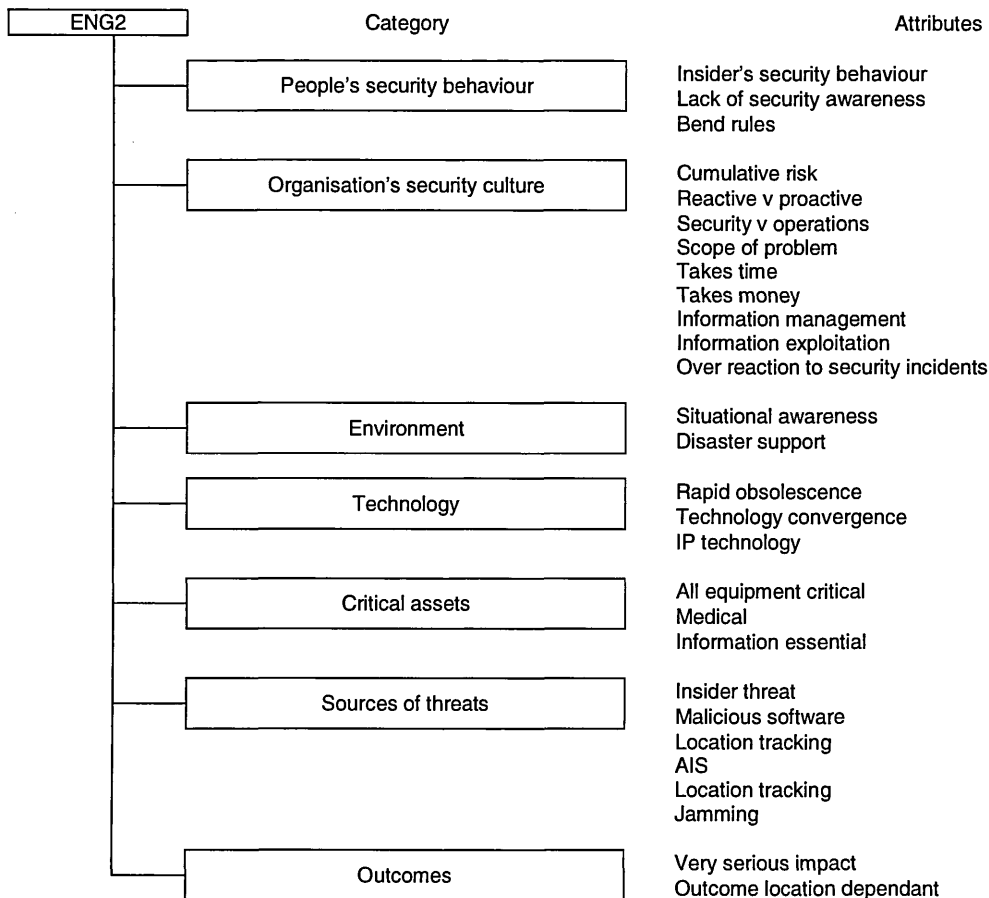 ENG2 Category Attributes
People's security behaviour
Insider's security behaviour
Lack of security awareness
Bend rules
Organisation's security culture
Cumulative risk
Reactive v proactive
Security v operations
Scope of problem
Takes time
Takes money
Information management
Information exploitation
Over reaction to security incidents
Environment
Situational awareness
Disaster support
Technology
Rapid obsolescence
Technology convergence
IP technology
Critical assets
All equipment critical
Medical
Information essential
Sources of threats
Insider threat
Malicious software
Location tracking
AIS
Location tracking
Jamming
Outcomes
Very serious impact
Outcome location dependant